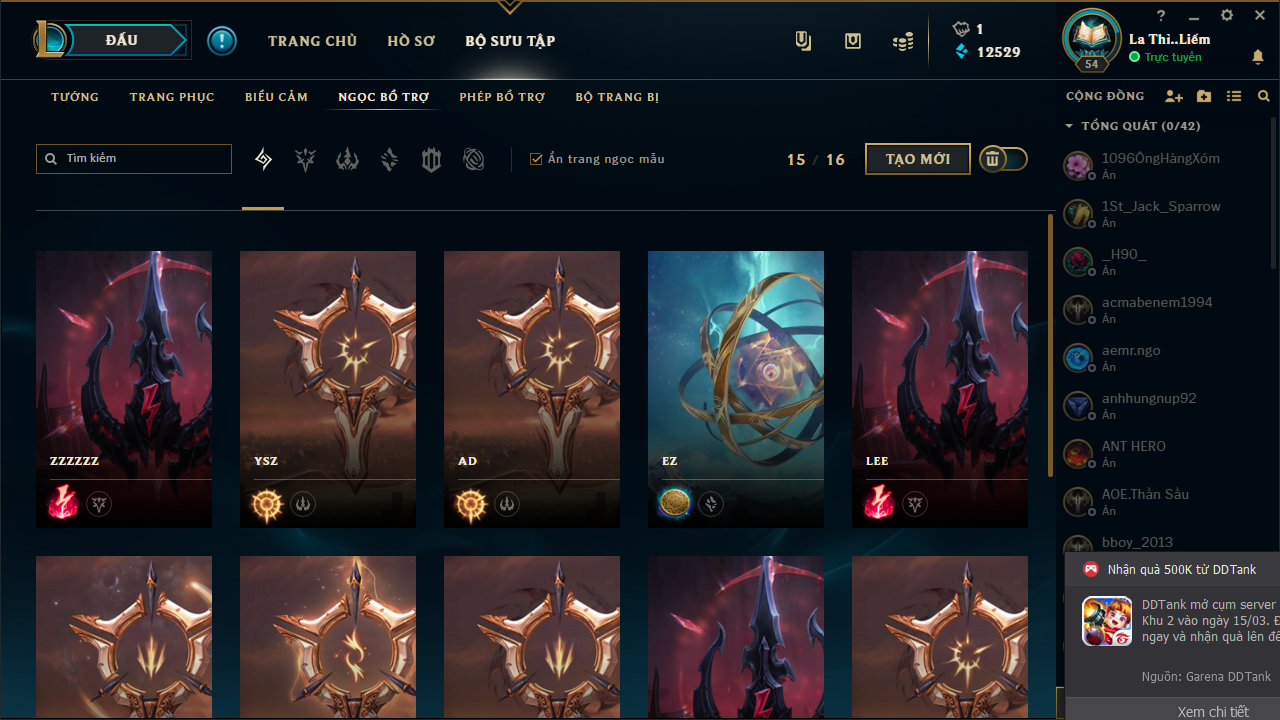 ĐẤU
TRANG CHỦ
HỒ SƠ
BỘ SƯU TẬP
1
12529
?
54
La Thì..Liếm
Trực tuyến
TƯỚNG
TRANG PHỤC
BIỂU CẢM
NGỌC BỔ TRỢ
PHÉP BỔ TRỢ
BỘ TRANG BỊ
Tìm kiếm
Ẩn trang ngọc mẫu
15 / 16
TẠO MỚI
ZZZZZZ
YSZ
AD
EZ
LEE
CỘNG ĐỒNG
TỔNG QUÁT (0/42)
1096ÔngHàngXóm
Ẩn
1St_Jack_Sparrow
Ẩn
_H90_
Ẩn
acmabenem1994
Ẩn
aemr.ngo
Ẩn
anhhungnup92
Ẩn
ANT HERO
Ẩn
AOE.Thần Sầu
Ẩn
bboy_2013
Nhận quà 500K từ DDTank
DDTank mở cụm server
Khu 2 vào ngày 15/03. Đ
ngay và nhận quà lên đế
Nguồn: Garena DDTank
Xem chi tiết